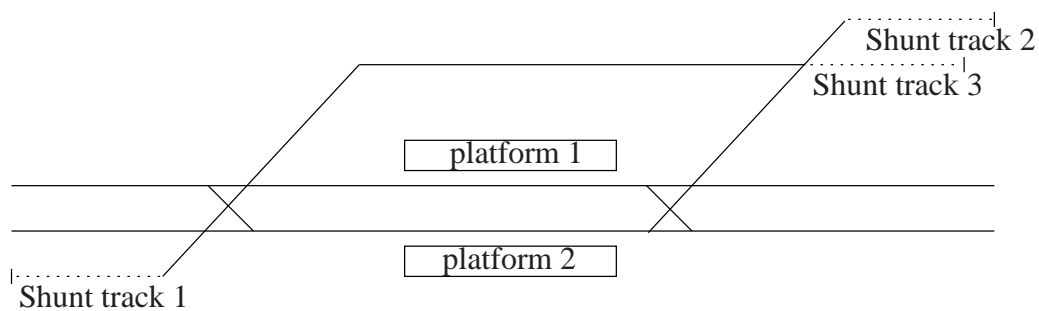 Shunt track 2
Shunt track 3
platform 1
platform 2
Shunt track 1